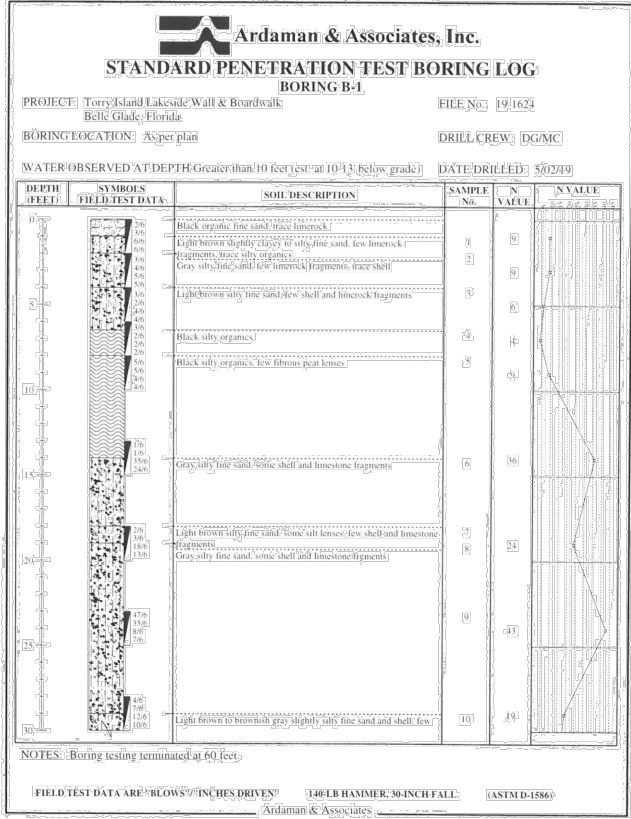 Ardaman & Associates, Inc.
STANDARD PENETRATION TEST BORING LOG
BORING B-1
PROJECT: Torry Island Lakeside Wall & Boardwalk
Belle Glade, Florida
FILE No.: 19-1624
BORING LOCATION: As per plan
DRILL CREW: DG/MC
WATER OBSERVED AT DEPTH Greater than 10 feet (est. at 10-13' below grade)
DATE DRILLED: 5/02/19
DEPTH (FEET)
SYMBOLS FIELD TEST DATA
SOIL DESCRIPTION
SAMPLE No.
N VALUE
N VALUE
0
2/6
Black organic fine sand, trace limerock
3/6
6/6
Light brown slightly clayey to silty fine sand, few limerock
1
9
6/6
fragments, trace silty organics
3/6
2
4/6
Gray silty fine sand, few limerock fragments, trace shell
9
5/6
5/6
3/6
Light brown silty fine sand, few shell and limerock fragments
3
5
2/6
6
4/6
4/6
3/6
2/6
Black silty organics
4
4
2/6
2/6
5/6
Black silty organics, few fibrous peat lenses
5
5/6
4/6
9
10
4/6
1/6
1/6
35/6
Gray silty fine sand, some shell and limestone fragments
6
36
15
24/6
2/6
Light brown silty fine sand, some silt lenses, few shell and limestone
7
3/6
fragments
18/6
8
24
20
13/6
Gray silty fine sand, some shell and limestone figments
47/6
9
35/6
8/6
43
25
7/6
4/6
7/6
12/6
Light brown to brownish gray slightly silty fine sand and shell, few
10
19
30
10/6
NOTES: Boring testing terminated at 60 feet
FIELD TEST DATA ARE "BLOWS"/"INCHES DRIVEN" 140-LB HAMMER, 30-INCH FALL (ASTM D-1586)
Ardaman & Associates